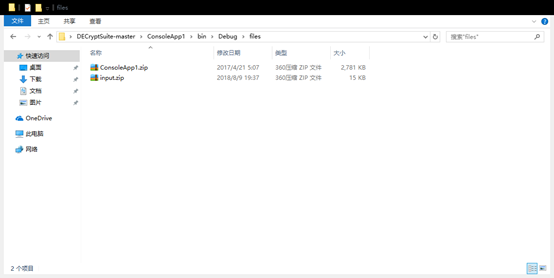 files
文件 主页 共享 查看
DECryptSuite-master > ConsoleApp1 > bin > Debug > files 搜索"files"
名称 修改日期 类型 大小
快速访问
桌面
下载
文档
图片
OneDrive
此电脑
网络
ConsoleApp1.zip 2017/4/21 5:07 360压缩 ZIP 文件 2,781 KB
input.zip 2018/8/9 19:37 360压缩 ZIP 文件 15 KB
2 个项目